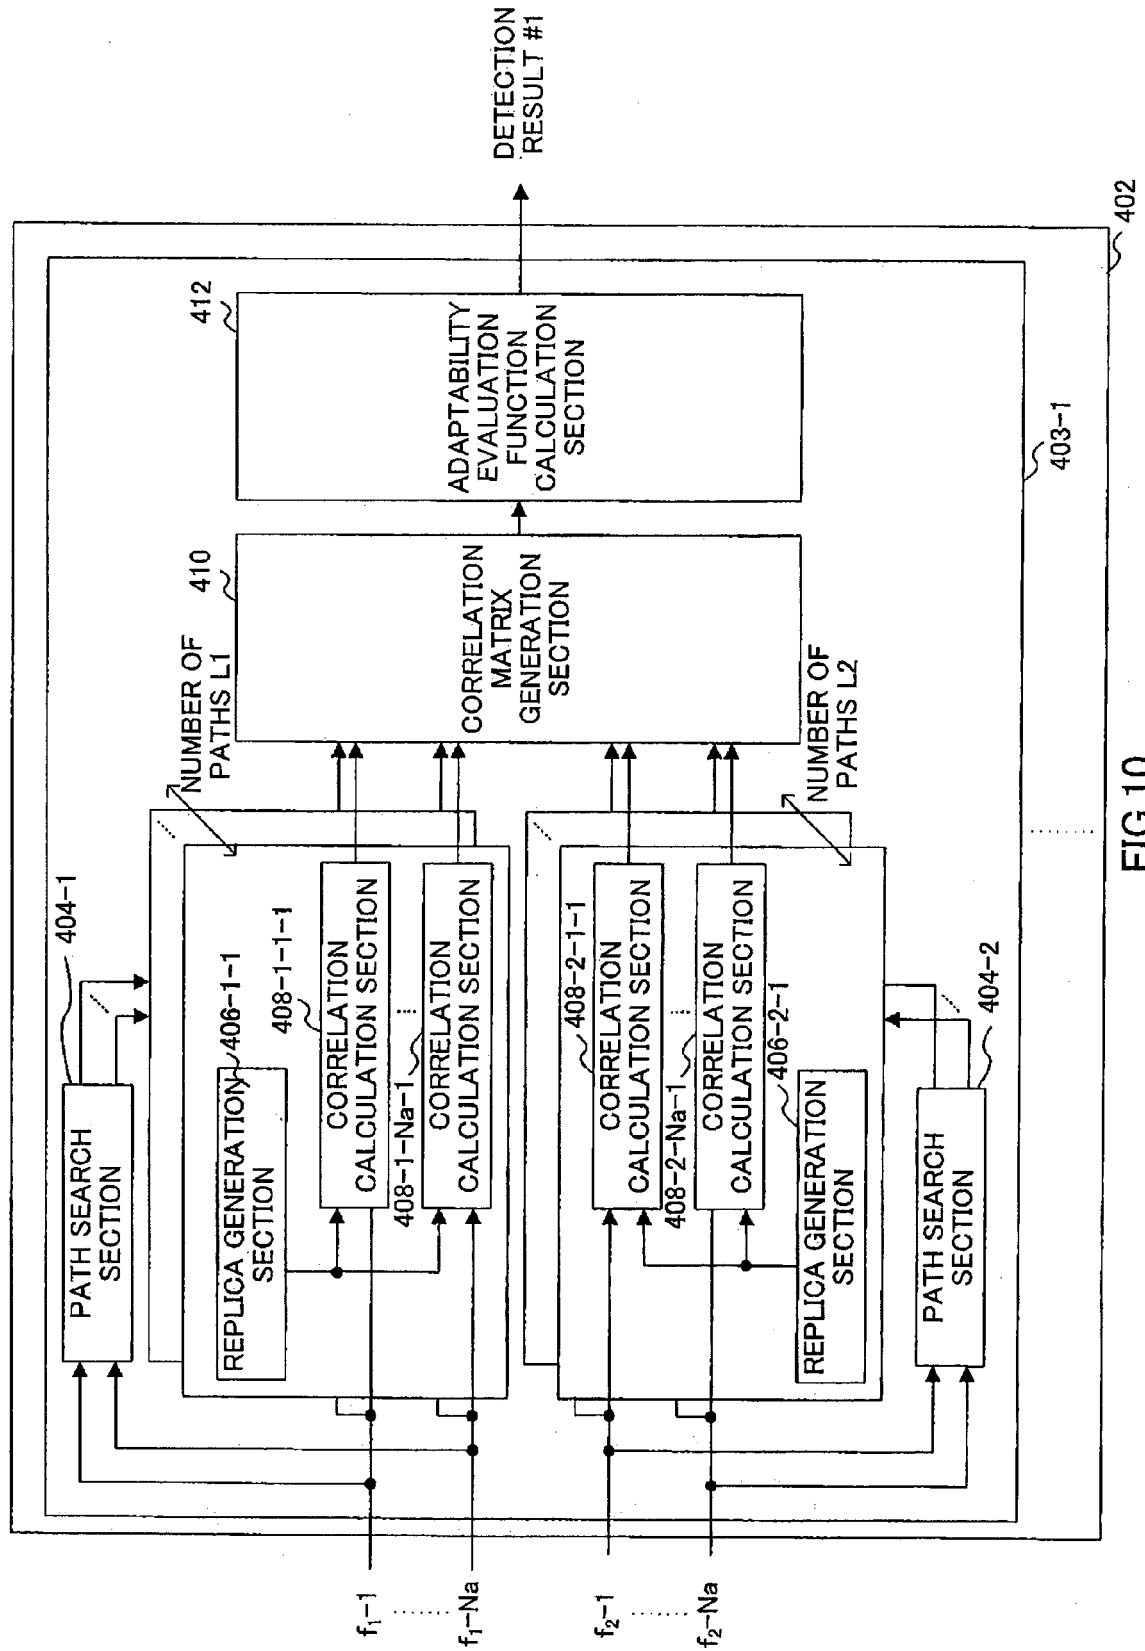 f1-1
f1-Na
f2-1
f2-Na
404-1
PATH SEARCH
SECTION
406-1-1
REPLICA GENERATION
SECTION
408-1-1-1
CORRELATION
CALCULATION SECTION
408-1-Na-1
CORRELATION
CALCULATION SECTION
NUMBER OF
PATHS L1
408-2-1-1
CORRELATION
CALCULATION SECTION
408-2-Na-1
CORRELATION
CALCULATION SECTION
406-2-1
REPLICA GENERATION
SECTION
NUMBER OF
PATHS L2
404-2
PATH SEARCH
SECTION
410
CORRELATION
MATRIX
GENERATION
SECTION
412
ADAPTABILITY
EVALUATION
FUNCTION
CALCULATION
SECTION
DETECTION
RESULT #1
403-1
402
FIG.10